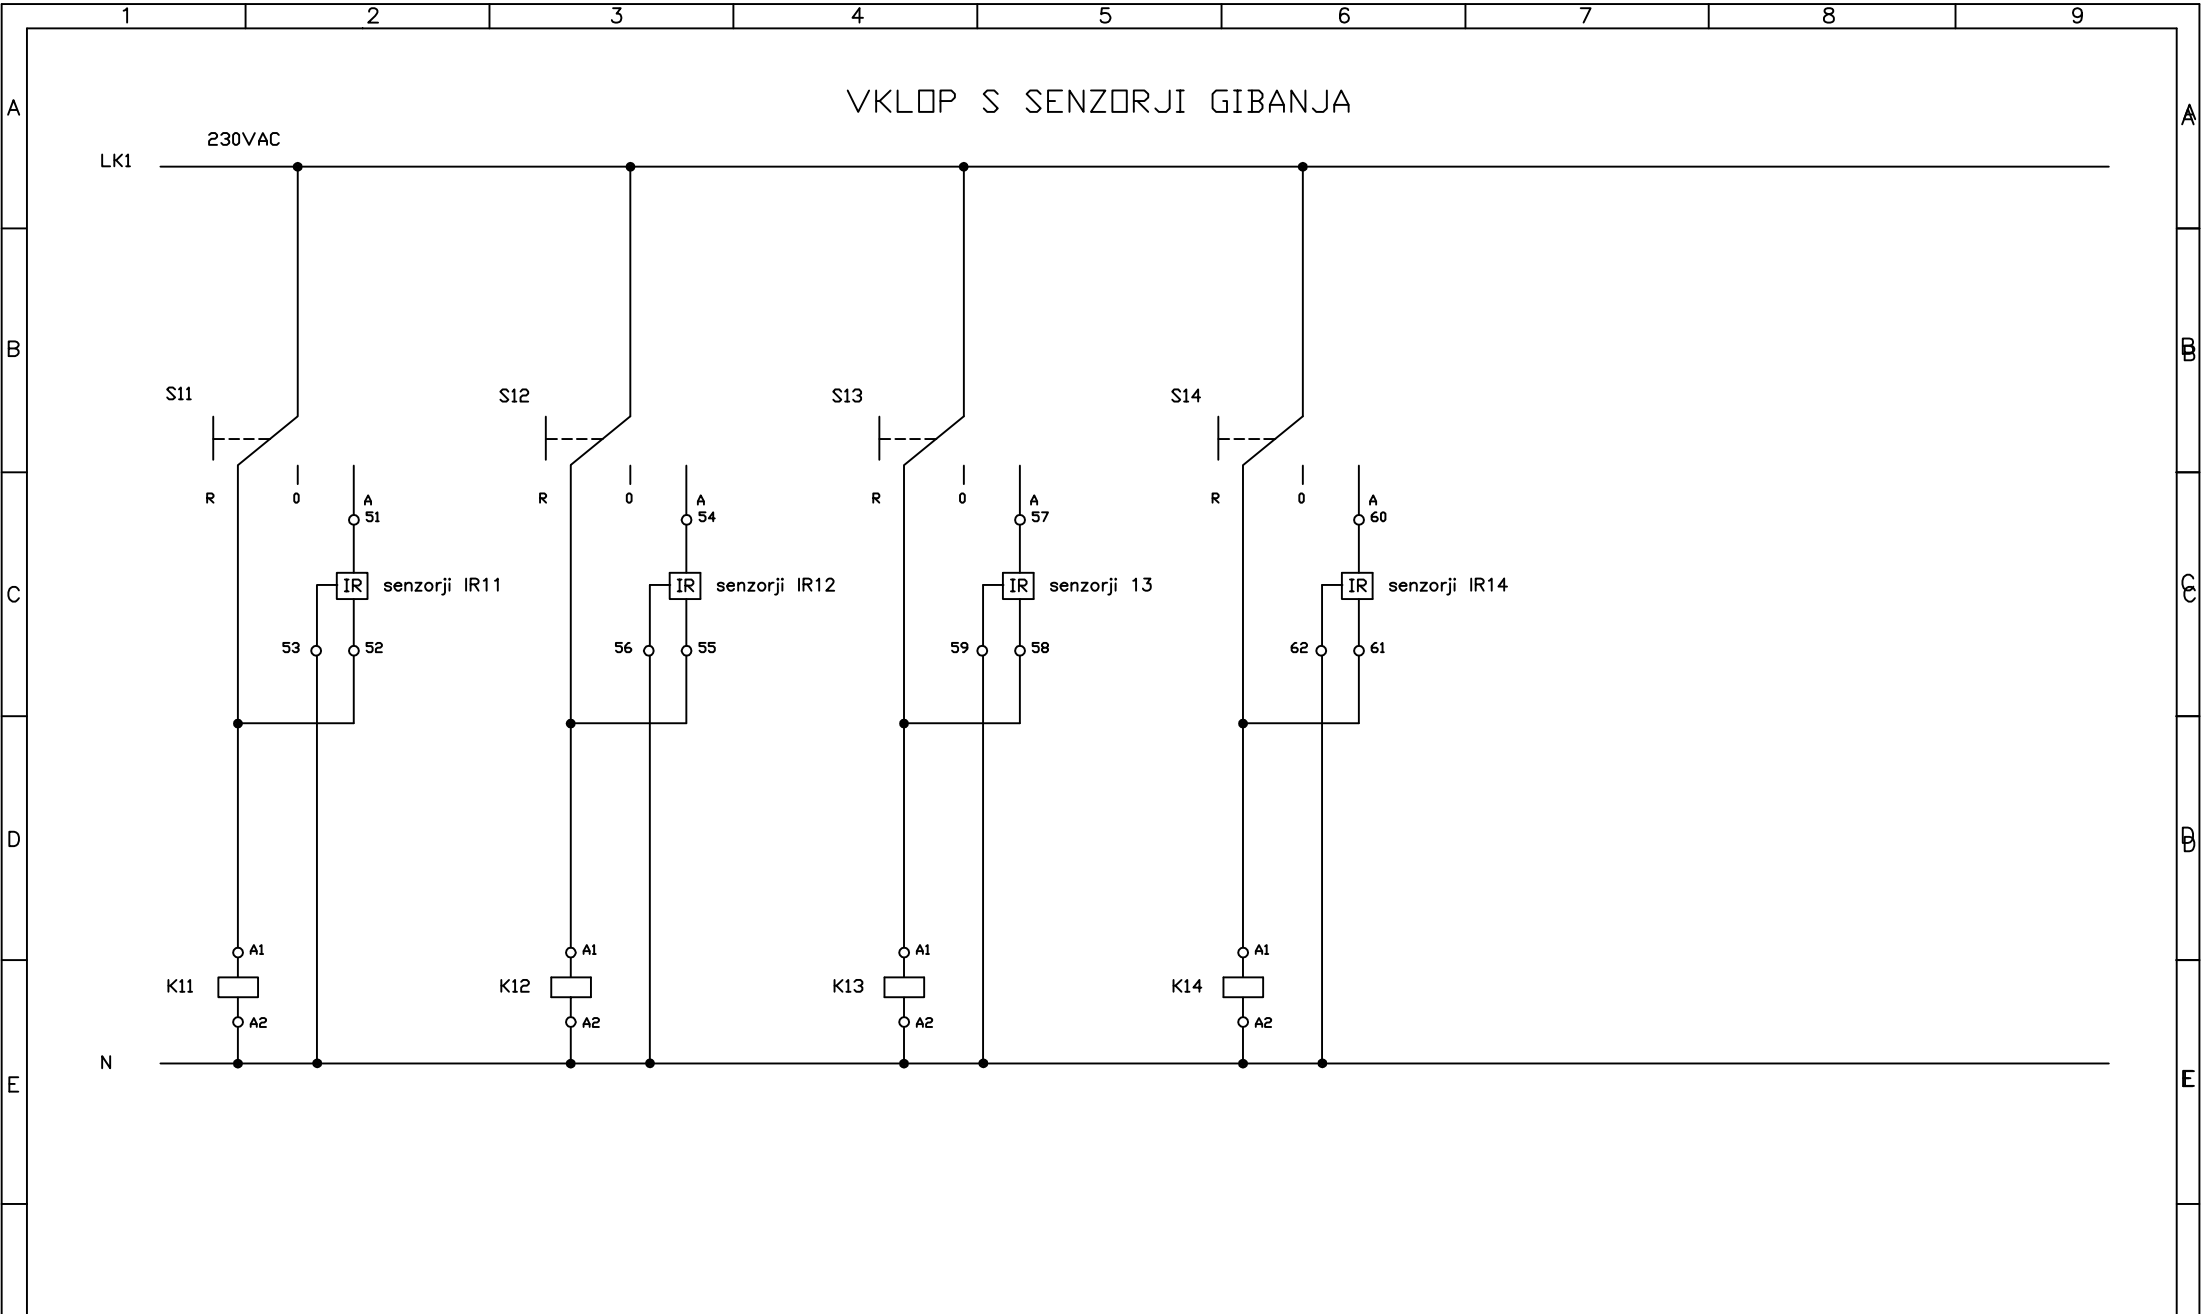 1 2 3 4 5 6 7 8 9
VKLOP S SENZORJI GIBANJA
A A A
230VAC
LK1
B B B
S11 S12 S13 S14
R 0 A R 0 A R 0 A R 0 A
51 54 57 60
IR senzorji IR11 IR senzorji IR12 IR senzorji 13 IR senzorji IR14
C C C
53 52 56 55 59 58 62 61
D D D
A1 A1 A1 A1
K11 K12 K13 K14
A2 A2 A2 A2
N
E E E